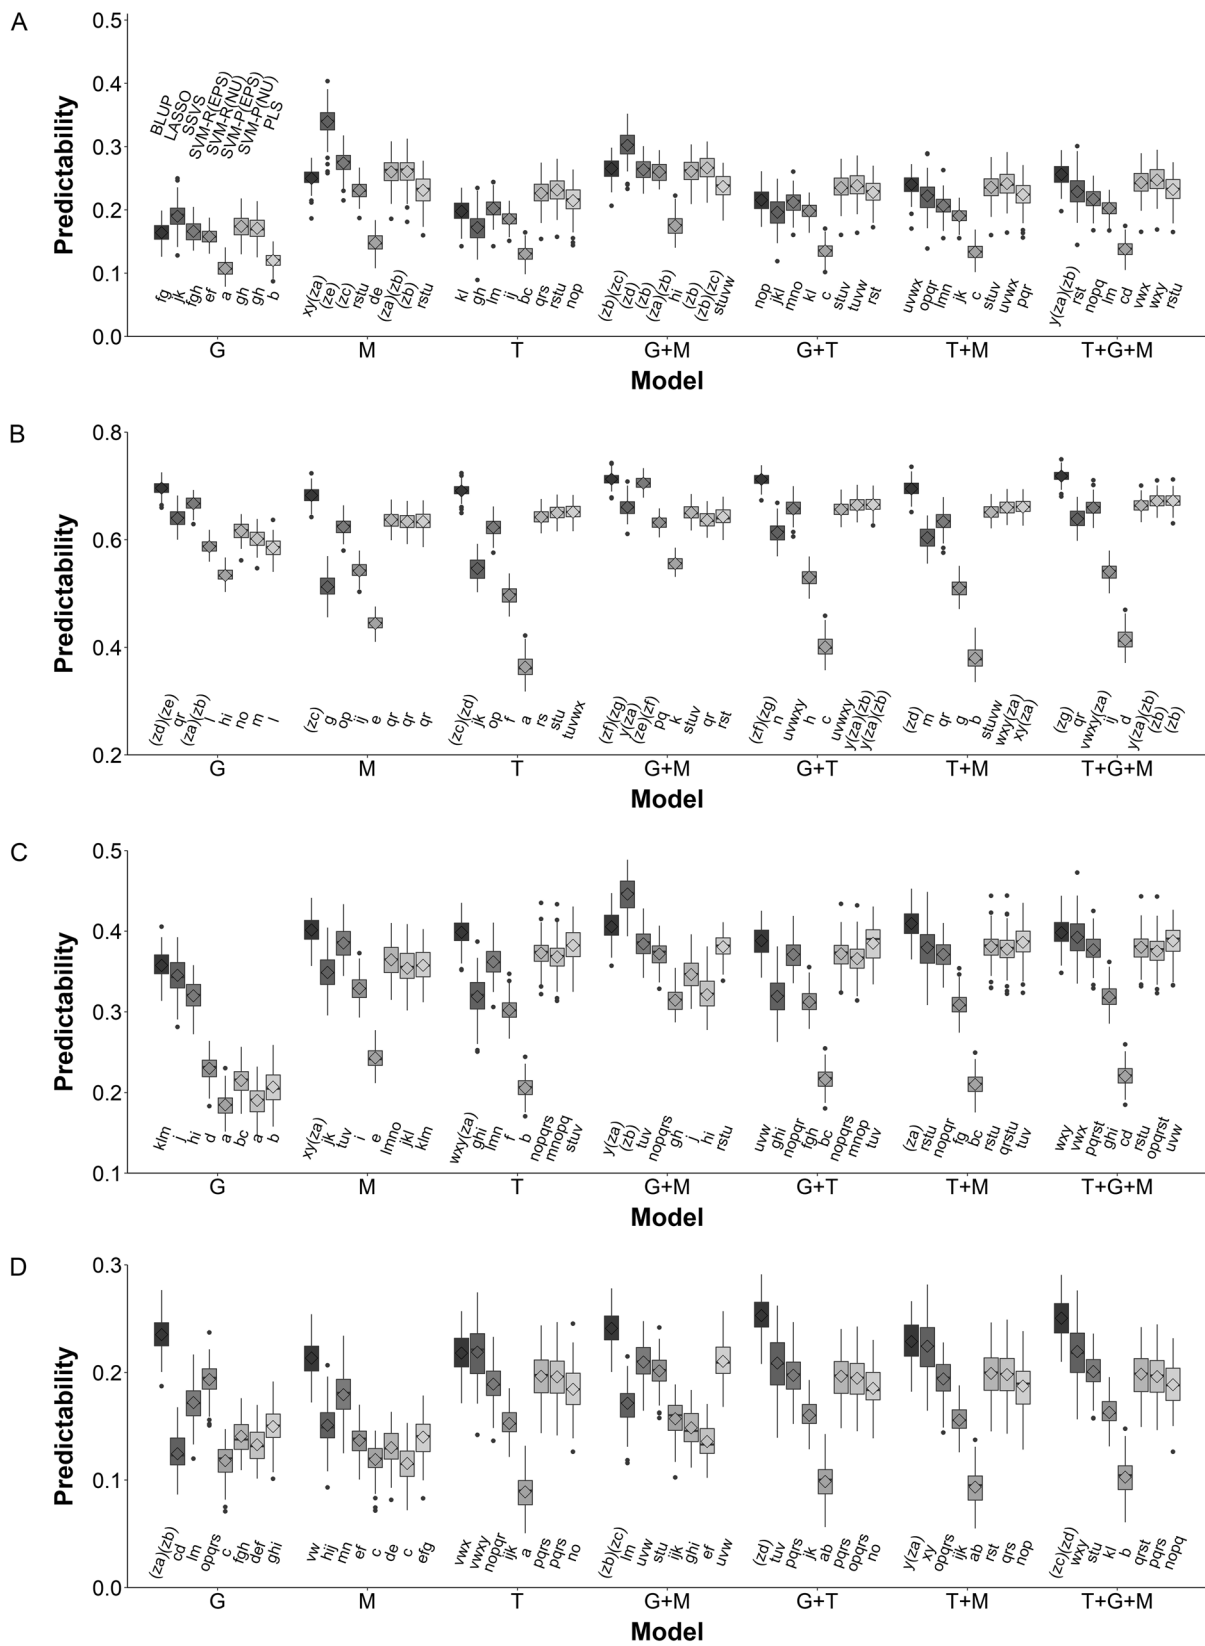 A
Predictability
0.5
0.4
0.3
0.2
0.1
0.0
BLUP
LASSO
SSVS
SVM-R(EPS)
SVM-R(NU)
SVM-P(EPS)
SVM-P(NU)
PLS
fg jk fgh ef a gh gh b
xy(za) (ze) (zc) rstu de (za)(zb) (zb) rstu
kl gh lm ij bc qrs rstu nop
(zb)(zc) (zd) (zb) (za)(zb) hi (zb) (zb)(zc) stuvw
nop jkl mno kl c stuv tuvw rst
uvwx opqr lmn jk c stuv uvwx pqr
y(za)(zb) rst nopq lm cd vwx wxy rstu
G M T G+M G+T T+M T+G+M
Model
B
Predictability
0.8
0.6
0.4
0.2
(zd)(ze) qr (za)(zb) l hi no m l
(zc) g op ij e qr qr qr
(zc)(zd) jk op f a rs stu tuvwx
(zf)(zg) y(za) (ze)(zf) pq k stuv qr rst
(zf)(zg) n uvwxy h c uvwxy y(za)(zb) y(za)(zb)
(zd) m qr g b stuvw wxy(za) xy(za)
(zg) qr vwxy(za) ij d y(za)(zb) (zb) (zb)
G M T G+M G+T T+M T+G+M
Model
C
Predictability
0.5
0.4
0.3
0.2
0.1
klm j hi d a bc a b
xy(za) jk tuv i e lmno jkl klm
wxy(za) ghi lmn f b nopqrs mnopq stuv
y(za) (zb) tuv nopqrs gh j hi rstu
uvw ghi nopqr fgh bc nopqrs mnop tuv
(za) rstu nopqr fg bc rstu qrstu tuv
wxy vwx pqrst ghi cd rstu opqrst uvw
G M T G+M G+T T+M T+G+M
Model
D
Predictability
0.3
0.2
0.1
0.0
(za)(zb) cd lm opqrs c fgh def ghi
vw hij mn ef c de c efg
vwx vwxy nopqr ijk a pqrs pqrs no
(zb)(zc) lm uvw stu ijk ghi ef uvw
(zd) tuv pqrs jk ab pqrs opqrs no
y(za) xy opqrs ijk ab rst qrs nop
(zc)(zd) wxy stu kl b qrst pqrs nopq
G M T G+M G+T T+M T+G+M
Model